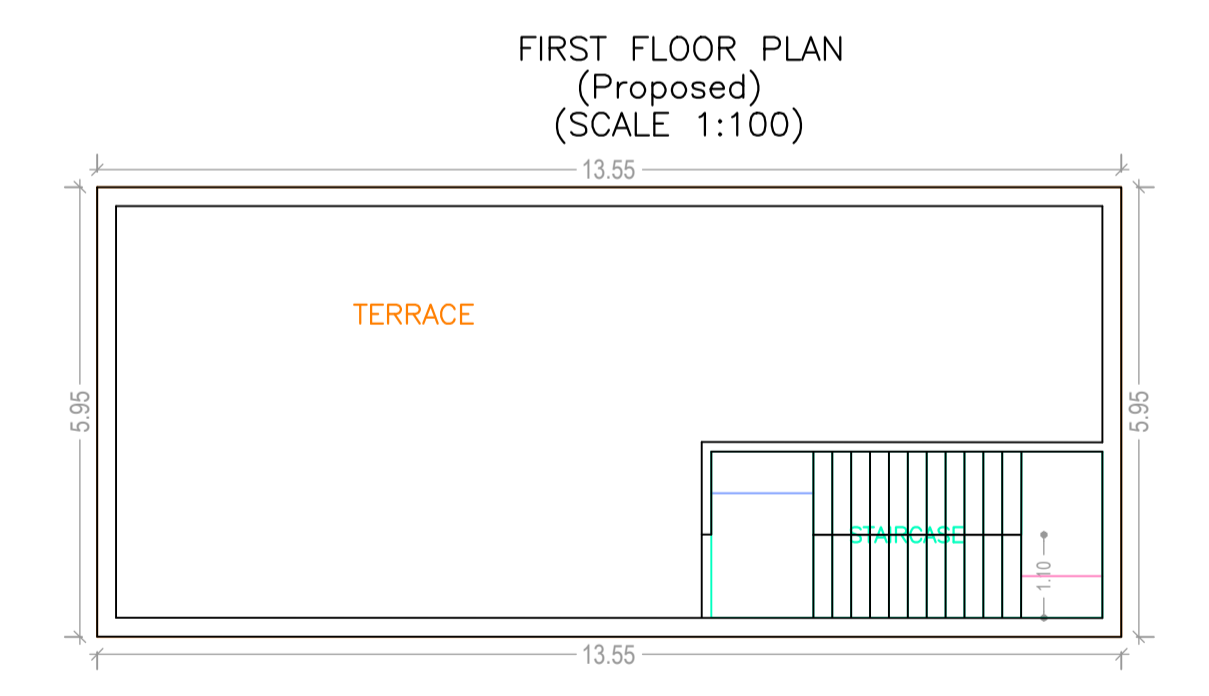 FIRST FLOOR PLAN
(Proposed)
(SCALE 1:100)
13.55
TERRACE
5.95
5.95
STAIRCASE
1.10
13.55